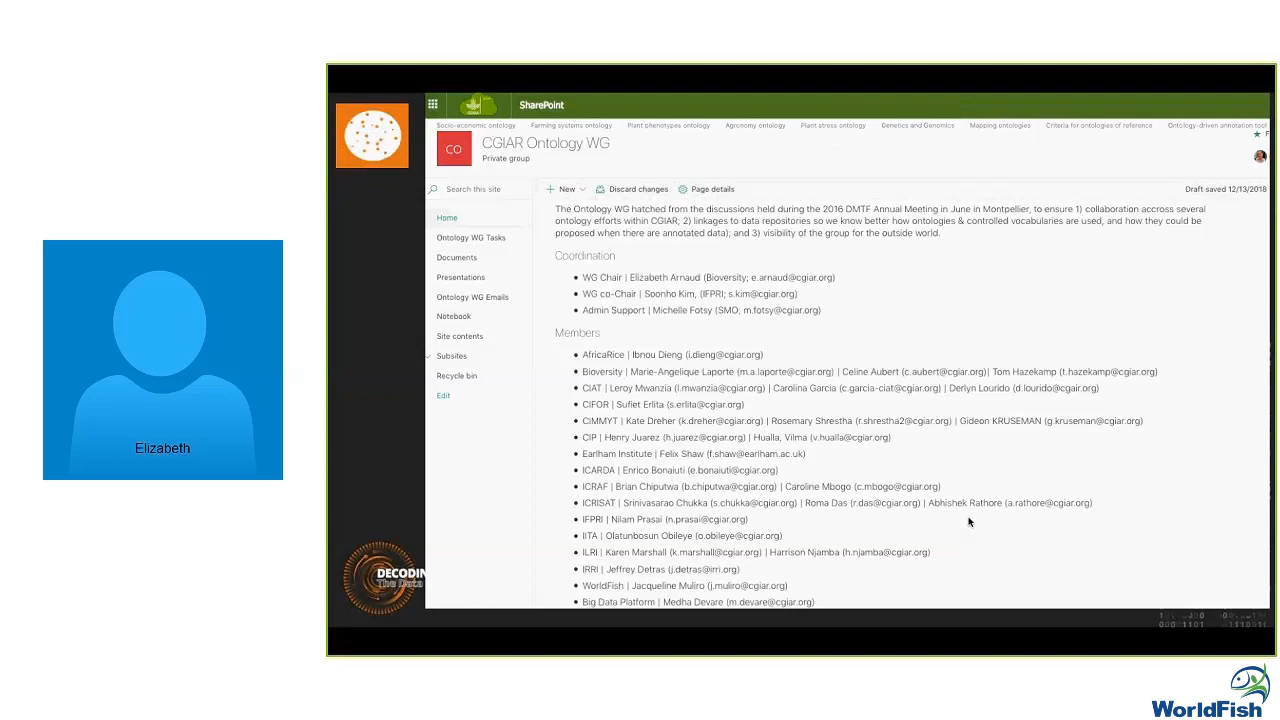 SharePoint
Socio-economic ontology Farming systems ontology Plant phenotypes ontology Agronomy ontology Plant stress ontology Genetics and Genomics Mapping ontologies Criteria for ontologies of reference Ontology-driven annotation tool
CO
CGIAR Ontology WG
Private group
Search this site
New
Discard changes
Page details
Draft saved 12/13/2018
Home
Ontology WG Tasks
Documents
Presentations
Ontology WG Emails
Notebook
Site contents
Subsites
Recycle bin
Edit
The Ontology WG hatched from the discussions held during the 2016 DMTF Annual Meeting in June in Montpellier, to ensure 1) collaboration accross several
ontology efforts within CGIAR; 2) linkages to data repositories so we know better how ontologies & controlled vocabularies are used, and how they could be
proposed when there are annotated data); and 3) visibility of the group for the outside world.
Coordination
• WG Chair | Elizabeth Arnaud (Bioversity; e.arnaud@cgiar.org)
• WG co-Chair | Soonho Kim, (IFPRI; s.kim@cgiar.org)
• Admin Support | Michelle Fotsy (SMO; m.fotsy@cgiar.org)
Members
• AfricaRice | Ibnou Dieng (i.dieng@cgiar.org)
• Bioversity | Marie-Angelique Laporte (m.a.laporte@cgiar.org) | Celine Aubert (c.aubert@cgiar.org)| Tom Hazekamp (t.hazekamp@cgiar.org)
• CIAT | Leroy Mwanzia (l.mwanzia@cgiar.org) | Carolina Garcia (c.garcia-ciat@cgiar.org) | Derlyn Lourido (d.lourido@cgiar.org)
• CIFOR | Sufiet Erlita (s.erlita@cgiar.org)
• CIMMYT | Kate Dreher (k.dreher@cgiar.org) | Rosemary Shrestha (r.shrestha2@cgiar.org) | Gideon KRUSEMAN (g.kruseman@cgiar.org)
• CIP | Henry Juarez (h.juarez@cgiar.org) | Hualla, Vilma (v.hualla@cgiar.org)
• Earlham Institute | Felix Shaw (f.shaw@earlham.ac.uk)
• ICARDA | Enrico Bonaiuti (e.bonaiuti@cgiar.org)
• ICRAF | Brian Chiputwa (b.chiputwa@cgiar.org) | Caroline Mbogo (c.mbogo@cgiar.org)
• ICRISAT | Srinivasarao Chukka (s.chukka@cgiar.org) | Roma Das (r.das@cgiar.org) | Abhishek Rathore (a.rathore@cgiar.org)
• IFPRI | Nilam Prasai (n.prasai@cgiar.org)
• IITA | Olatunbosun Obileye (o.obileye@cgiar.org)
• ILRI | Karen Marshall (k.marshall@cgiar.org) | Harrison Njamba (h.njamba@cgiar.org)
• IRRI | Jeffrey Detras (j.detras@irri.org)
• WorldFish | Jacqueline Muliro (j.muliro@cgiar.org)
• Big Data Platform | Medha Devare (m.devare@cgiar.org)
Elizabeth
DECODING
The Data
WorldFish